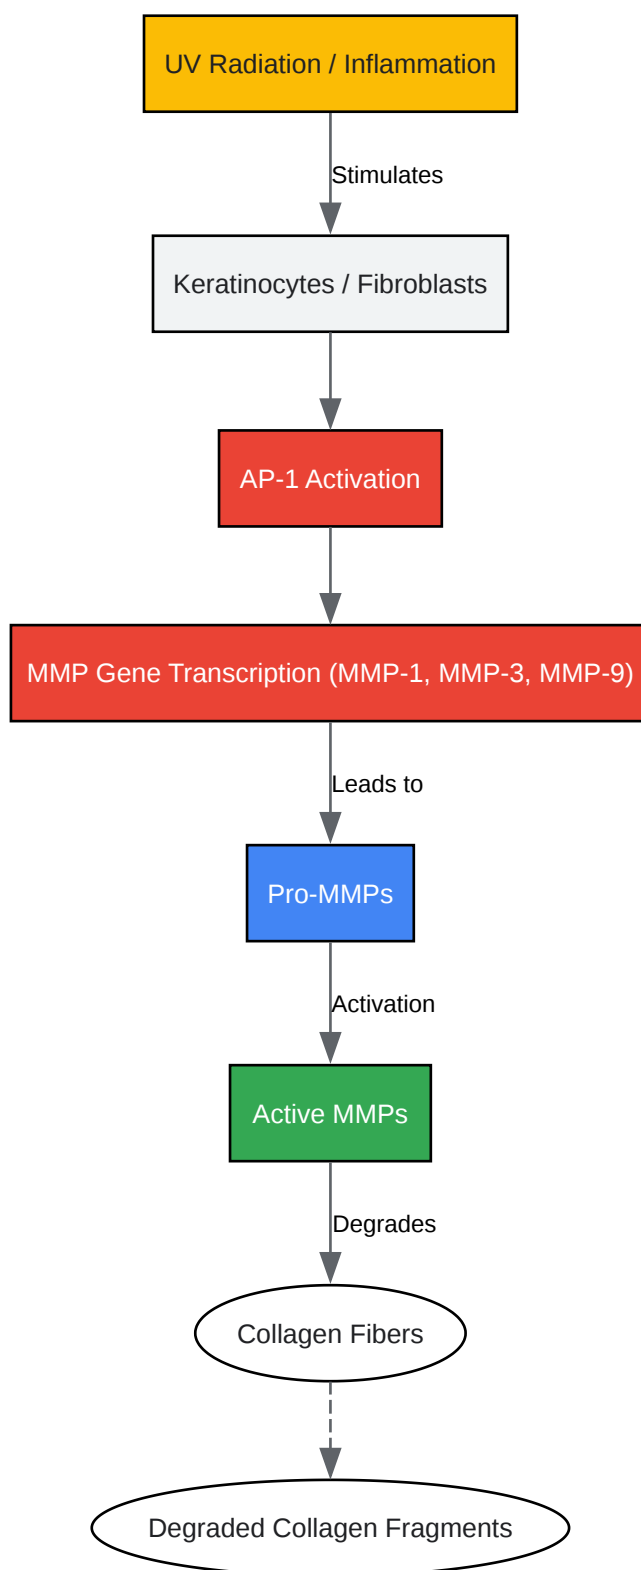 UV Radiation / Inflammation
Stimulates
Keratinocytes / Fibroblasts
AP-1 Activation
MMP Gene Transcription (MMP-1, MMP-3, MMP-9)
Leads to
Pro-MMPs
Activation
Active MMPs
Degrades
Collagen Fibers
Degraded Collagen Fragments